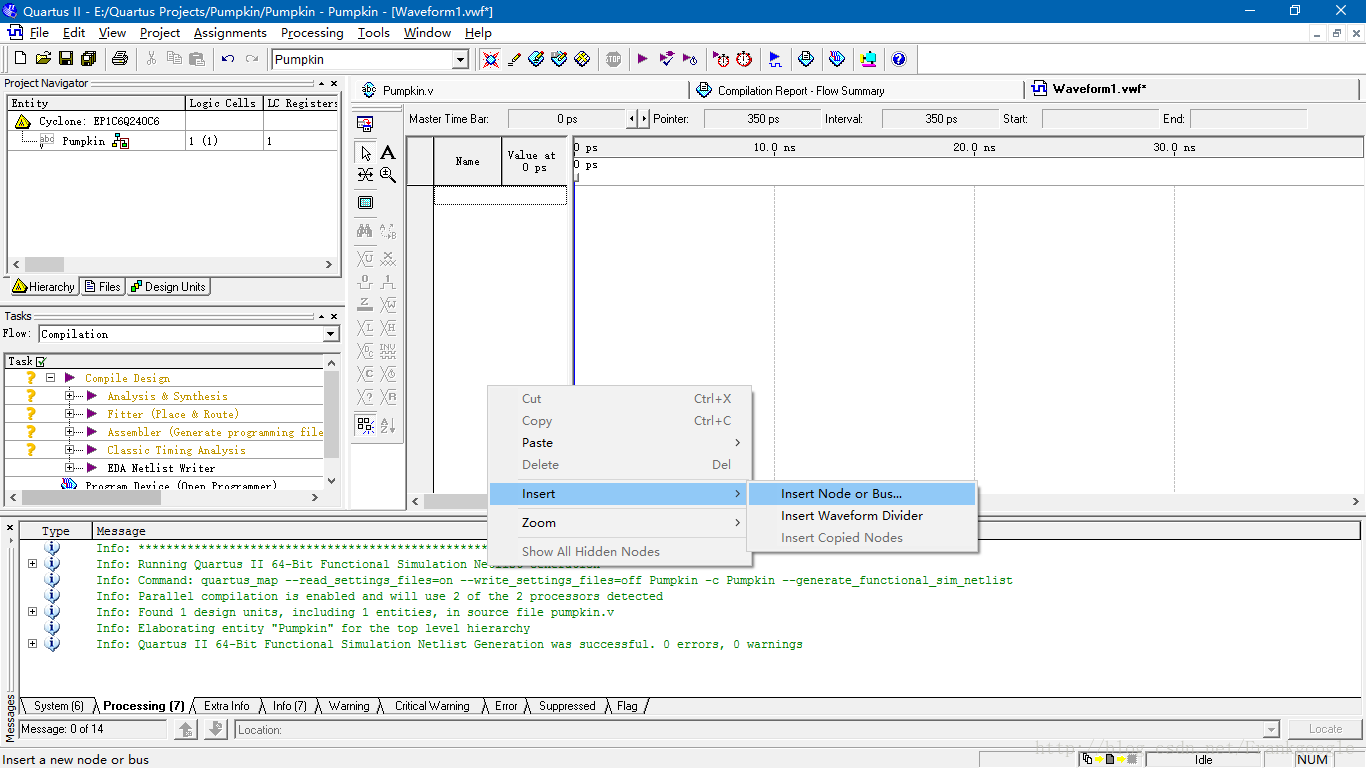 Quartus II - E:/Quartus Projects/Pumpkin/Pumpkin - Pumpkin - [Waveform1.vwf*]
File Edit View Project Assignments Processing Tools Window Help
Pumpkin
STOP
Project Navigator
Entity Logic Cells LC Registers
Cyclone: EP1C6Q240C6
abc Pumpkin 1 (1) 1
Hierarchy Files Design Units
Tasks
Flow: Compilation
Task
Compile Design
Analysis & Synthesis
Fitter (Place & Route)
Assembler (Generate programming file
Classic Timing Analysis
EDA Netlist Writer
Program Device (Open Programmer)
Pumpkin.v Compilation Report - Flow Summary Waveform1.vwf*
Master Time Bar: 0 ps Pointer: 350 ps Interval: 350 ps Start: End:
Name Value at
0 ps
0 ps 10.0 ns 20.0 ns 30.0 ns
0 ps
Cut Ctrl+X
Copy Ctrl+C
Paste
Delete Del
Insert
Zoom
Show All Hidden Nodes
Insert Node or Bus...
Insert Waveform Divider
Insert Copied Nodes
Type Message
Info: **************************************************
Info: Running Quartus II 64-Bit Functional Simulation Netlist Generation
Info: Command: quartus_map --read_settings_files=on --write_settings_files=off Pumpkin -c Pumpkin --generate_functional_sim_netlist
Info: Parallel compilation is enabled and will use 2 of the 2 processors detected
Info: Found 1 design units, including 1 entities, in source file pumpkin.v
Info: Elaborating entity "Pumpkin" for the top level hierarchy
Info: Quartus II 64-Bit Functional Simulation Netlist Generation was successful. 0 errors, 0 warnings
System (6) Processing (7) Extra Info Info (7) Warning Critical Warning Error Suppressed Flag
Messages
Message: 0 of 14 Location: Locate
http://blog.csdn.net/Frankgoogle
Insert a new node or bus Idle NUM